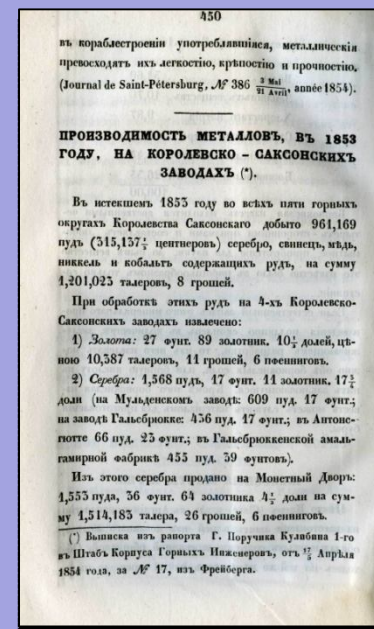 450
въ кораблестроеніи употреблявшіяся, металлическія
превосходятъ ихъ легкостію, крѣпостію и прочностію.
(Journal de Saint-Pétersburg, № 386 3 Mai / 21 Avril, année 1854).
ПРОИЗВОДИМОСТЬ МЕТАЛЛОВЪ, ВЪ 1853
ГОДУ, НА КОРОЛЕВСКО – САКСОНСКИХЪ
ЗАВОДАХЪ (*).
Въ истекшемъ 1853 году во всѣхъ пяти горныхъ
округахъ Королевства Саксонскаго добыто 961,169
пудъ (315,137 центнеровъ) серебро, свинецъ, мѣдь,
никкель и кобальтъ содержащихъ рудъ, на сумму
1,201,023 талеровъ, 8 грошей.
При обработкѣ этихъ рудъ на 4-хъ Королевско-
Саксонскихъ заводахъ извлечено:
1) Золота: 27 фунт. 89 золотник. 10 долей, цѣ-
ною 10,387 талеровъ, 11 грошей, 6 пфенинговъ.
2) Серебра: 1,568 пудъ, 17 фунт. 11 золотник. 17
доли (на Мульденскомъ заводѣ: 609 пуд. 17 фунт.;
на заводѣ Гальсбрюкке: 436 пуд. 17 фунт.; въ Антонс-
гютте 66 пуд. 23 фунт.; въ Гальсбрюккенской амаль-
гамирной фабрикѣ 455 пуд. 39 фунтовъ).
Изъ этого серебра продано на Монетный Дворъ:
1,553 пуда, 36 фунт. 64 золотника 4 доли на сум-
му 1,514,183 талера, 26 грошей, 6 пфенинговъ.
(*) Выписка изъ рапорта Г. Поручика Кулибина 1-го
въ Штабъ Корпуса Горныхъ Инженеровъ, отъ Апрѣля
1854 года, за № 17, изъ Фрейберга.